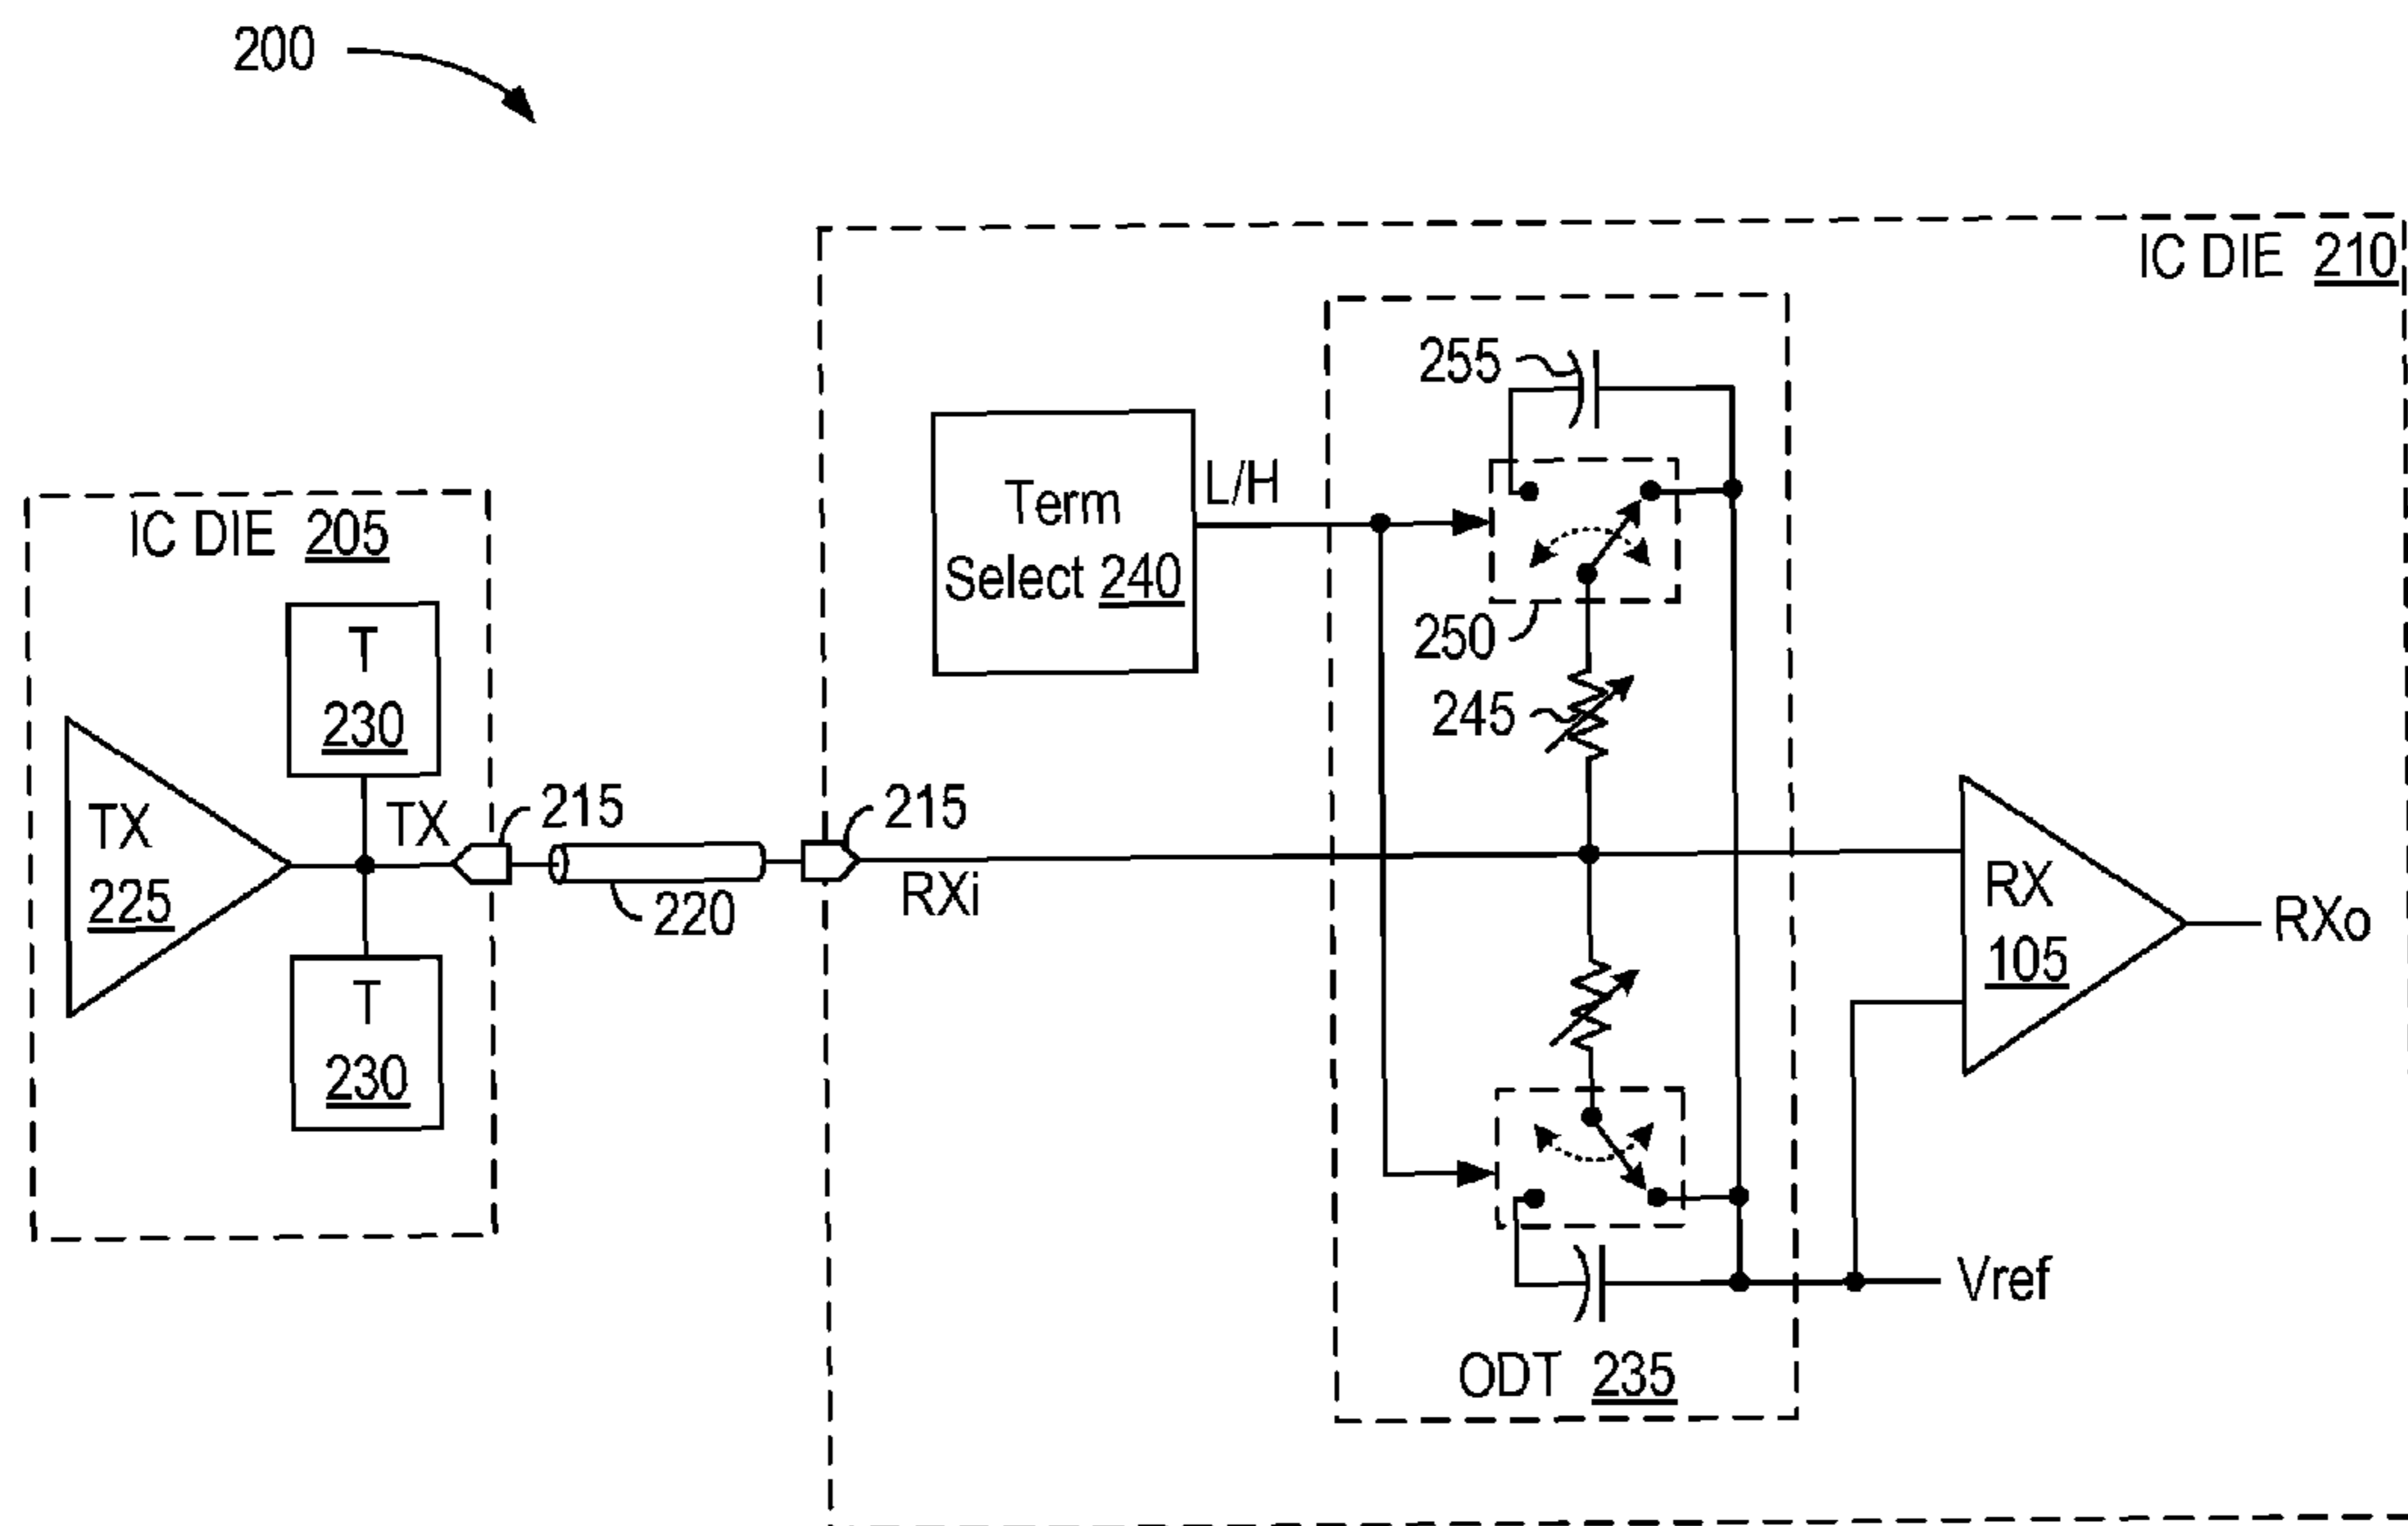 200
IC DIE 210
255
Term
Select 240
L/H
250
245
IC DIE 205
T
230
TX
225
TX
215
220
215
RXi
T
230
RX
105
RXo
Vref
ODT 235